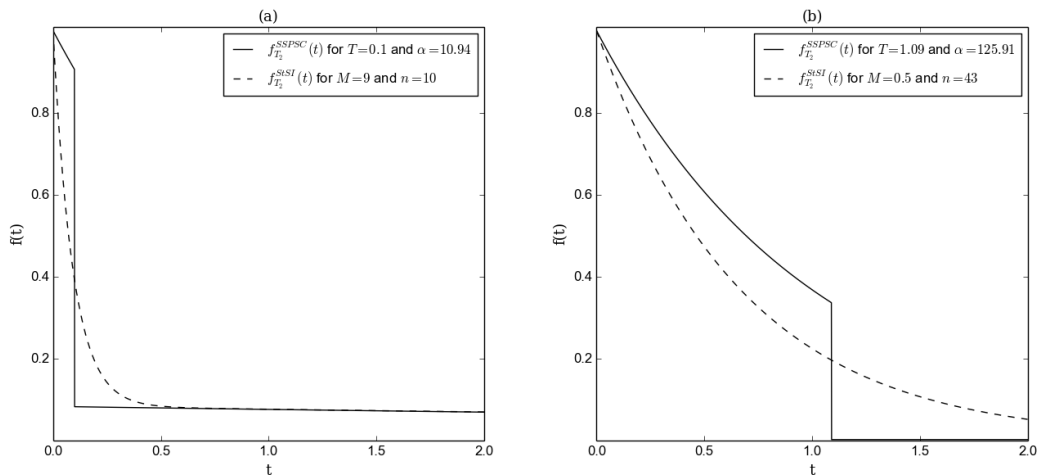 (a)
f_{T_2}^{SSPSC}(t) for T=0.1 and α=10.94
f_{T_2}^{StSI}(t) for M=9 and n=10
f(t)
0.8
0.6
0.4
0.2
0.0 0.5 1.0 1.5 2.0
t
(b)
f_{T_2}^{SSPSC}(t) for T=1.09 and α=125.91
f_{T_2}^{StSI}(t) for M=0.5 and n=43
f(t)
0.8
0.6
0.4
0.2
0.0 0.5 1.0 1.5 2.0
t